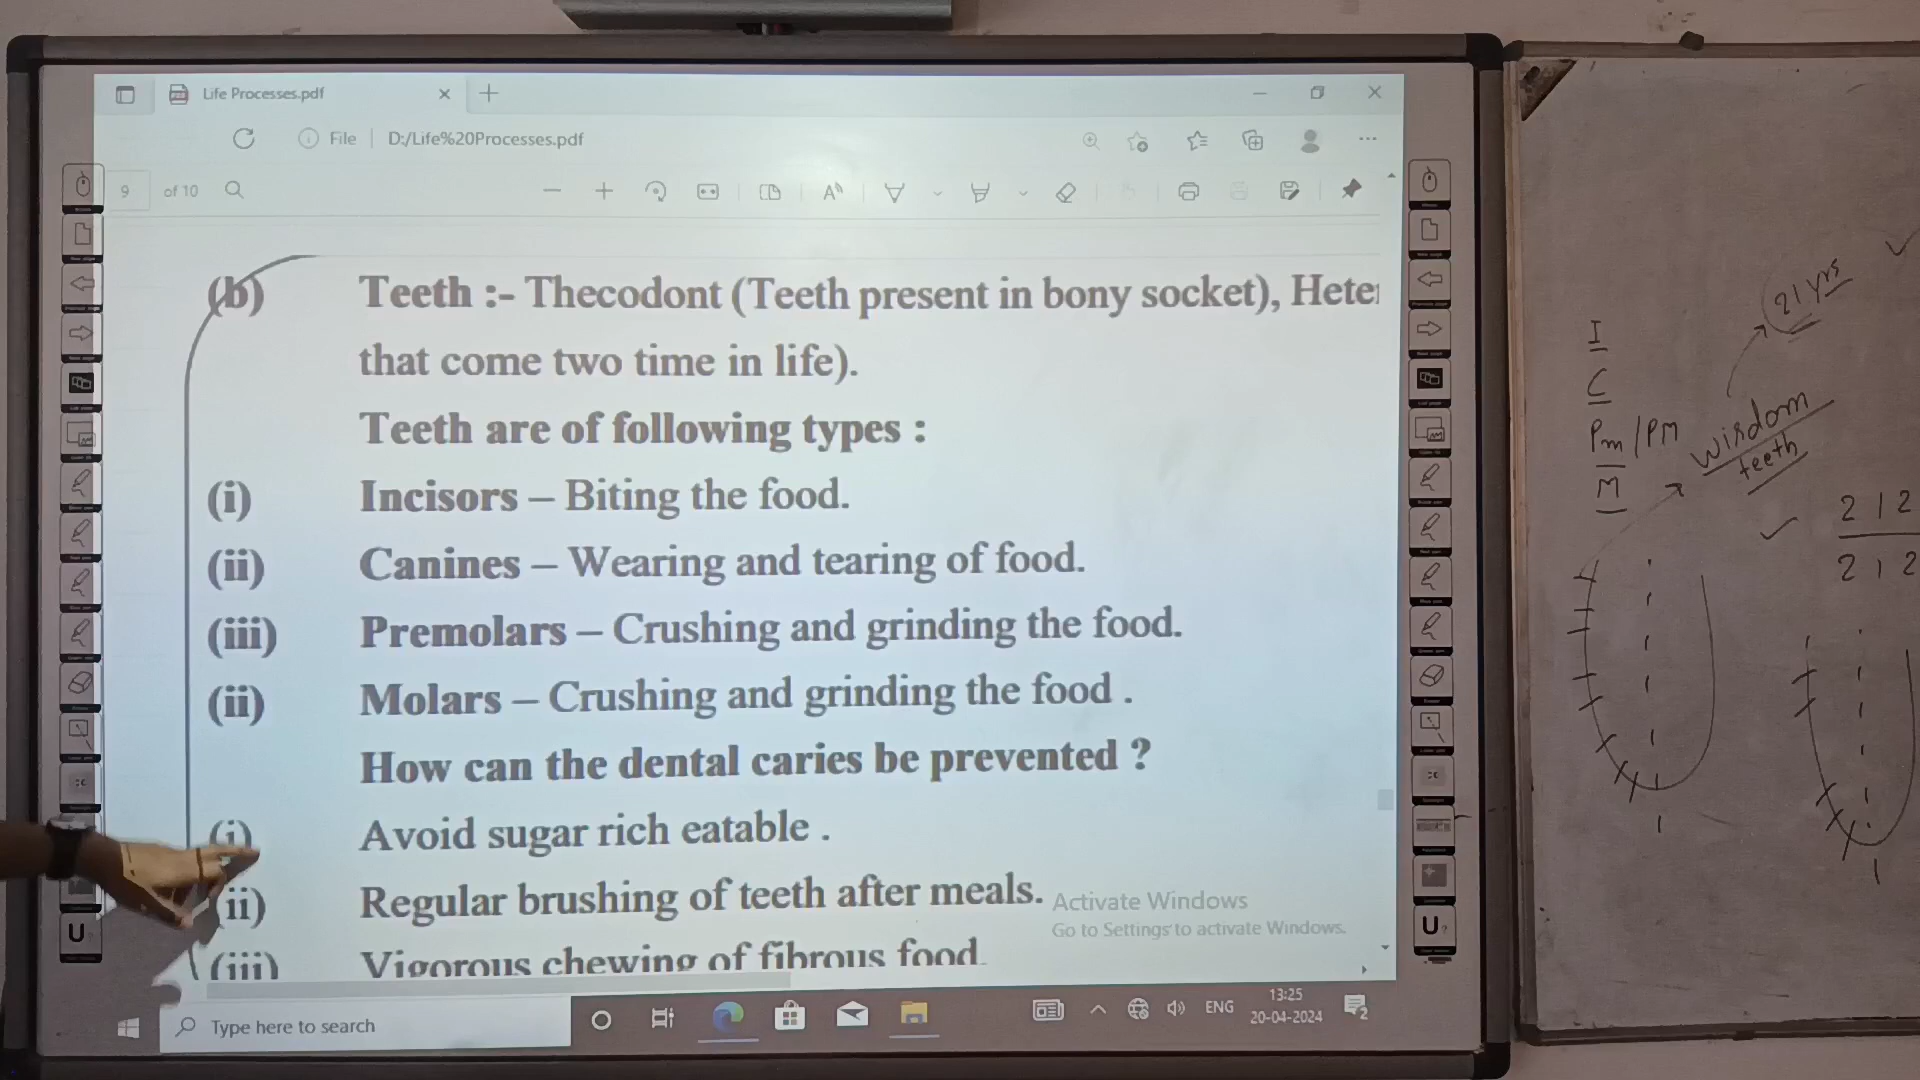 Life Processes.pdf
File D:/Life%20Processes.pdf
9 of 10
(b) Teeth :- Thecodont (Teeth present in bony socket),
that come two time in life).
Teeth are of following types :
(i) Incisors – Biting the food.
(ii) Canines – Wearing and tearing of food.
(iii) Premolars – Crushing and grinding the food.
(ii) Molars – Crushing and grinding the food .
How can the dental caries be prevented ?
(i) Avoid sugar rich eatable .
(ii) Regular brushing of teeth after meals.
(iii) Vigorous chewing of fibrous food
Activate Windows
Go to Settings to activate Windows.
Type here to search
ENG
13:25
20-04-2024
2
21 yrs
I
C
Pm/PM
M
wisdom
teeth
2 1 2
2 1 2